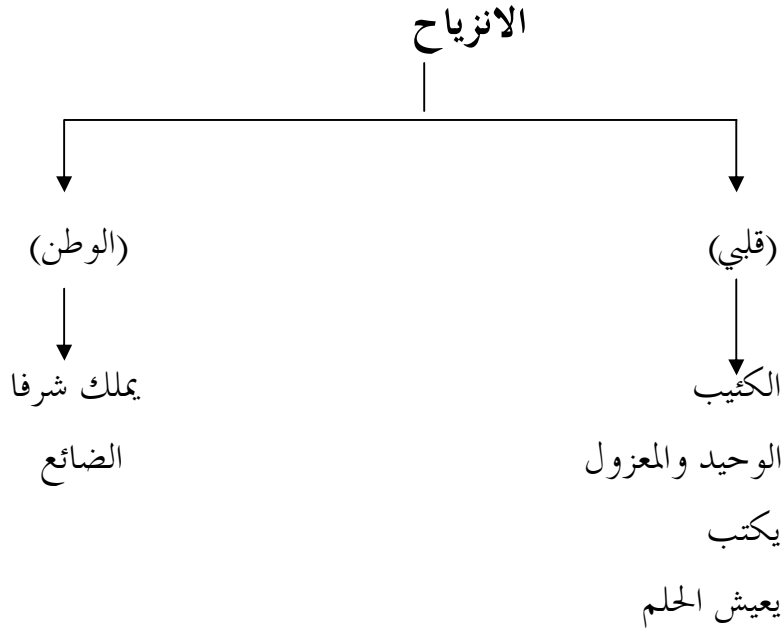 الانزياح
(قلبي) (الوطن)
الكئيب يملك شرفا
الوحيد والمعزول الضائع
يكتب
يعيش الحلم